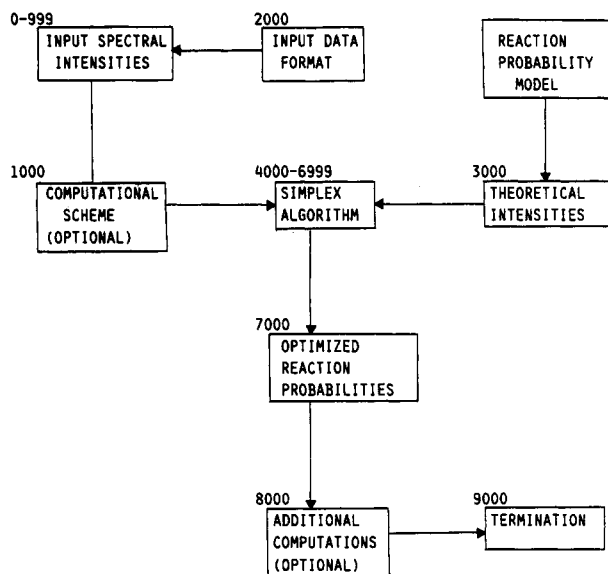 0-999
INPUT SPECTRAL
INTENSITIES
2000
INPUT DATA
FORMAT
REACTION
PROBABILITY
MODEL
1000
COMPUTATIONAL
SCHEME
(OPTIONAL)
4000-6999
SIMPLEX
ALGORITHM
3000
THEORETICAL
INTENSITIES
7000
OPTIMIZED
REACTION
PROBABILITIES
8000
ADDITIONAL
COMPUTATIONS
(OPTIONAL)
9000
TERMINATION